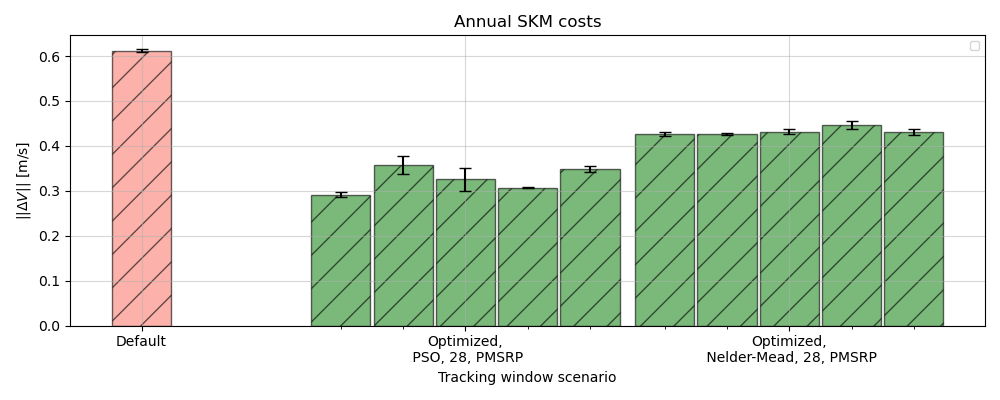 Annual SKM costs
||ΔV|| [m/s]
0.6
0.5
0.4
0.3
0.2
0.1
0.0
Default
Optimized,
PSO, 28, PMSRP
Optimized,
Nelder-Mead, 28, PMSRP
Tracking window scenario